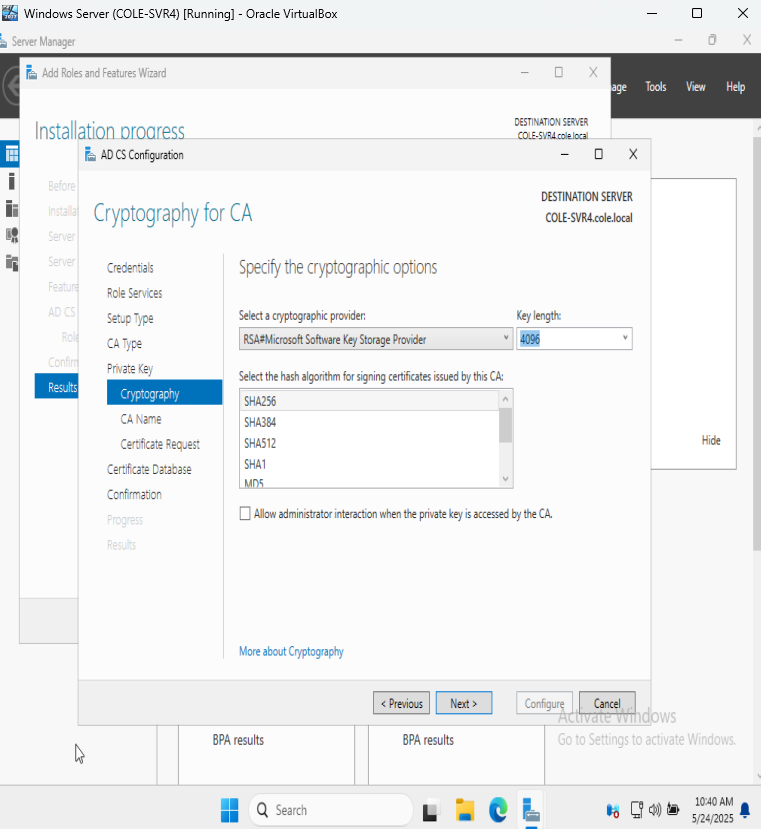 Windows Server (COLE-SVR4) [Running] - Oracle VirtualBox
Server Manager
Tools View Help
Add Roles and Features Wizard
Installation progress
DESTINATION SERVER
COLE-SVR4.cole.local
Before
Server
Server
AD CS
Results
AD CS Configuration
Cryptography for CA
DESTINATION SERVER
COLE-SVR4.cole.local
Credentials
Role Services
Setup Type
CA Type
Private Key
Cryptography
CA Name
Certificate Request
Certificate Database
Confirmation
Progress
Results
Specify the cryptographic options
Select a cryptographic provider:
Key length:
RSA#Microsoft Software Key Storage Provider
4096
Select the hash algorithm for signing certificates issued by this CA:
SHA256
SHA384
SHA512
SHA1
MD5
Allow administrator interaction when the private key is accessed by the CA.
More about Cryptography
< Previous
Next >
Configure
Cancel
Hide
BPA results
BPA results
Activate Windows
Go to Settings to activate Windows.
Search
10:40 AM
5/24/2025